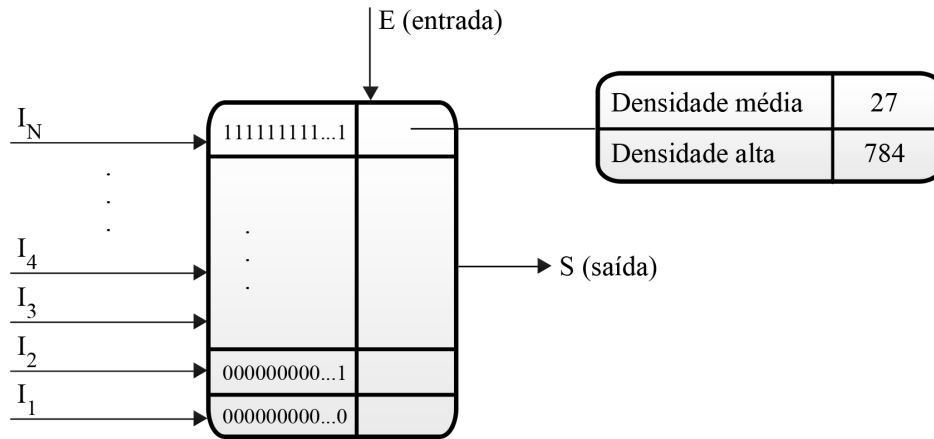 E (entrada)
Densidade média 27
Densidade alta 784
I_N
111111111...1
I_4
S (saída)
I_3
I_2
000000000...1
I_1
000000000...0